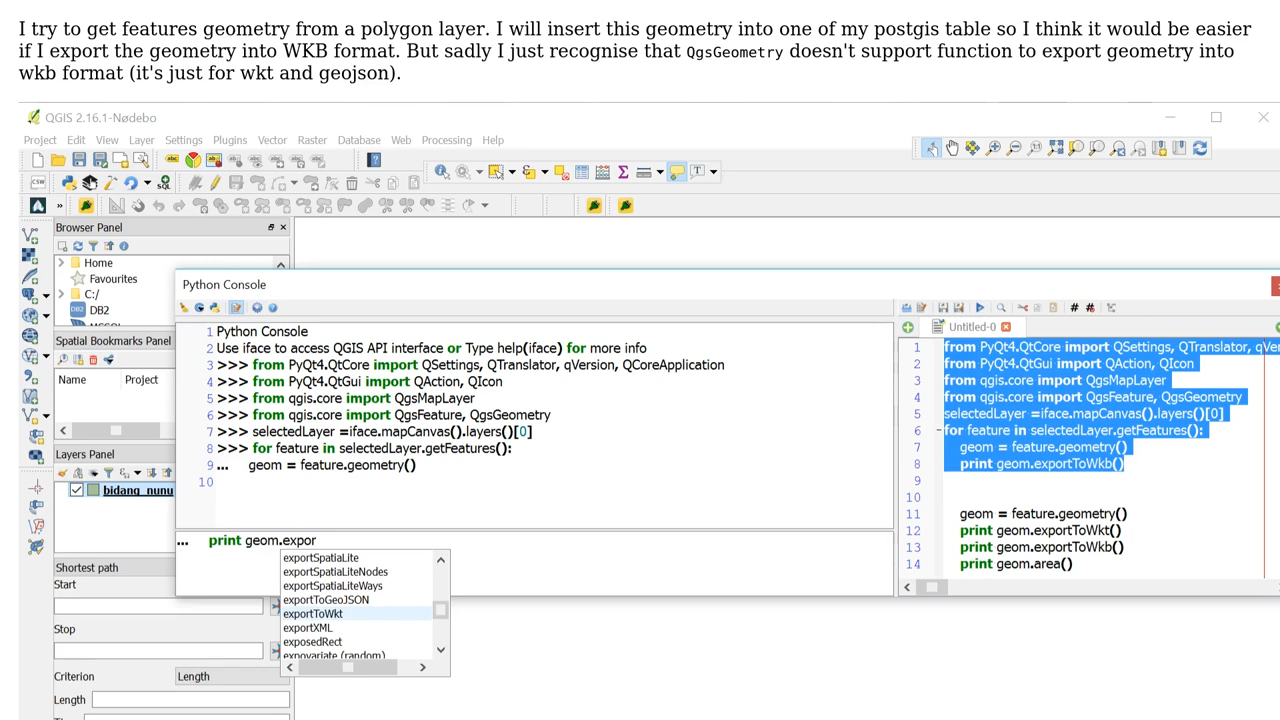 I try to get features geometry from a polygon layer. I will insert this geometry into one of my postgis table so I think it would be easier
if I export the geometry into WKB format. But sadly I just recognise that QgsGeometry doesn't support function to export geometry into
wkb format (it's just for wkt and geojson).
QGIS 2.16.1-Nødebo
Project Edit View Layer Settings Plugins Vector Raster Database Web Processing Help
Browser Panel
Home
Favourites
C:/
DB2
Spatial Bookmarks Panel
Name Project
Layers Panel
bidang_nunu
Shortest path
Start
Stop
Criterion Length
Length
Python Console
1 Python Console
2 Use iface to access QGIS API interface or Type help(iface) for more info
3 >>> from PyQt4.QtCore import QSettings, QTranslator, qVersion, QCoreApplication
4 >>> from PyQt4.QtGui import QAction, QIcon
5 >>> from qgis.core import QgsMapLayer
6 >>> from qgis.core import QgsFeature, QgsGeometry
7 >>> selectedLayer =iface.mapCanvas().layers()[0]
8 >>> for feature in selectedLayer.getFeatures():
9 ... geom = feature.geometry()
10
... print geom.expor
exportSpatiaLite
exportSpatiaLiteNodes
exportSpatiaLiteWays
exportToGeoJSON
exportToWkt
exportXML
exposedRect
expovariate (random)
Untitled-0
1 from PyQt4.QtCore import QSettings, QTranslator, qVer
2 from PyQt4.QtGui import QAction, QIcon
3 from qgis.core import QgsMapLayer
4 from qgis.core import QgsFeature, QgsGeometry
5 selectedLayer =iface.mapCanvas().layers()[0]
6 for feature in selectedLayer.getFeatures():
7 geom = feature.geometry()
8 print geom.exportToWkb()
9
10
11 geom = feature.geometry()
12 print geom.exportToWkt()
13 print geom.exportToWkb()
14 print geom.area()